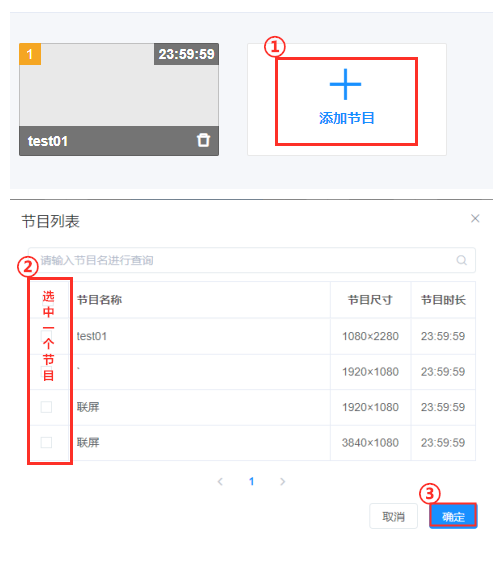 1
23:59:59
test01
①
添加节目
节目列表
②
请输入节目名进行查询
选中一个节目
节目名称 节目尺寸 节目时长
test01 1080×2280 23:59:59
` 1920×1080 23:59:59
联屏 1920×1080 23:59:59
联屏 3840×1080 23:59:59
1
③
取消 确定